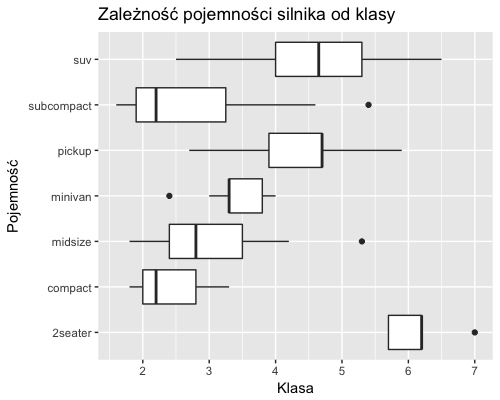 Zależność pojemności silnika od klasy
Pojemność
suv
subcompact
pickup
minivan
midsize
compact
2seater
2 3 4 5 6 7
Klasa